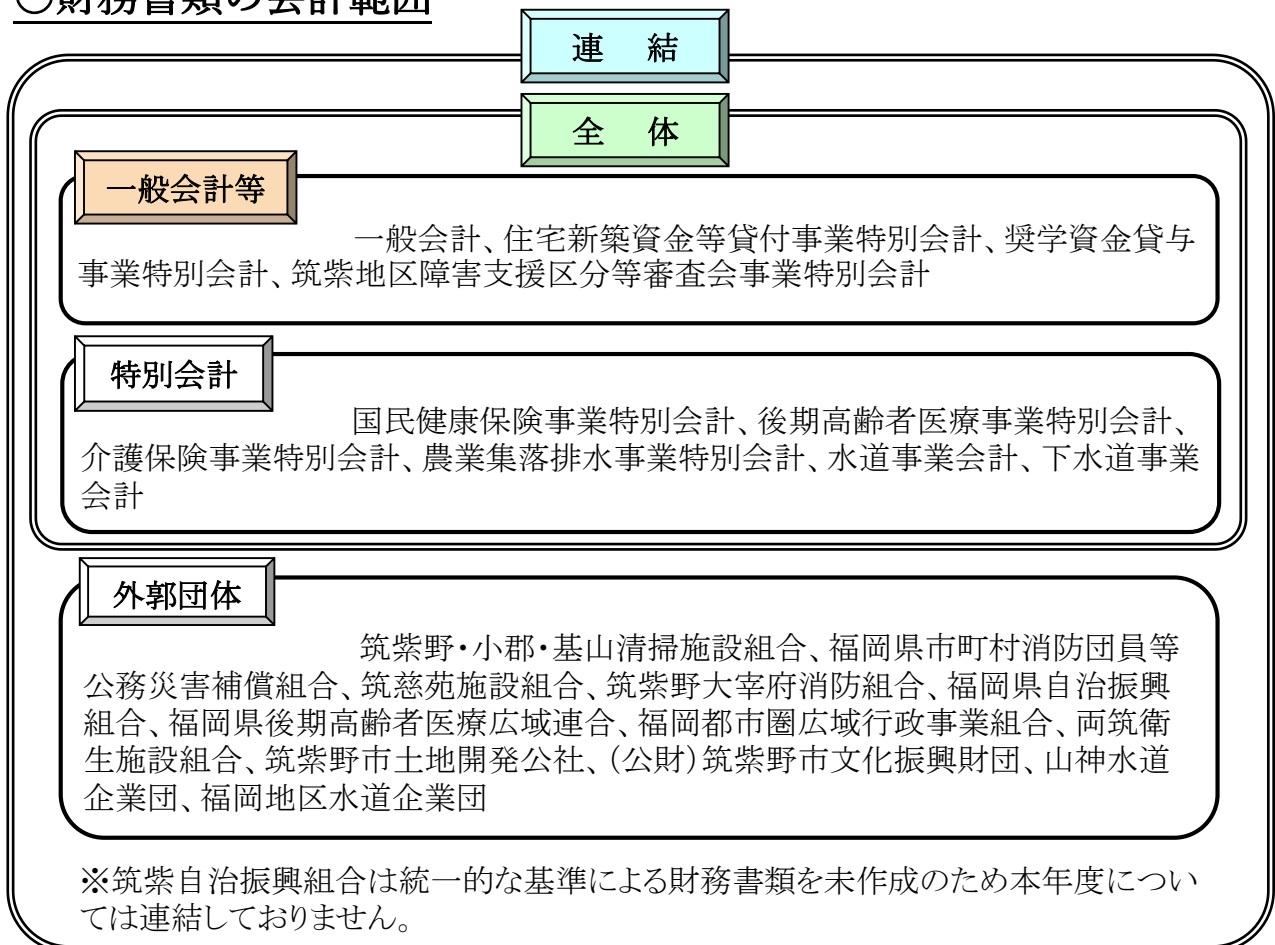 ○財務書類の会計範囲
連 結
全 体
一般会計等
一般会計、住宅新築資金等貸付事業特別会計、奨学資金貸与
事業特別会計、筑紫地区障害支援区分等審査会事業特別会計
特別会計
国民健康保険事業特別会計、後期高齢者医療事業特別会計、
介護保険事業特別会計、農業集落排水事業特別会計、水道事業会計、下水道事業
会計
外郭団体
筑紫野・小郡・基山清掃施設組合、福岡県市町村消防団員等
公務災害補償組合、筑慈苑施設組合、筑紫野太宰府消防組合、福岡県自治振興
組合、福岡県後期高齢者医療広域連合、福岡都市圏広域行政事業組合、両筑衛
生施設組合、筑紫野市土地開発公社、(公財)筑紫野市文化振興財団、山神水道
企業団、福岡地区水道企業団
※筑紫自治振興組合は統一的な基準による財務書類を未作成のため本年度につい
ては連結しておりません。